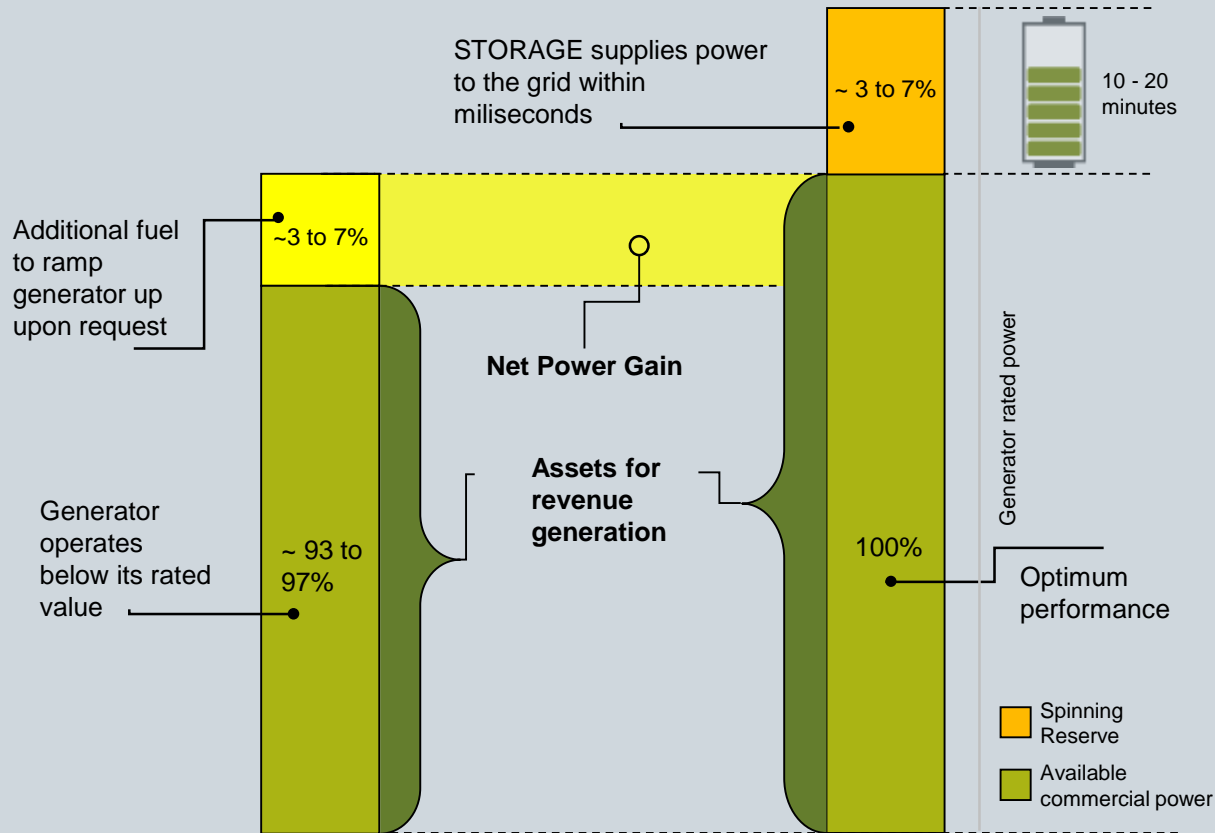 STORAGE supplies power
to the grid within
miliseconds
~ 3 to 7%
10 - 20
minutes
Additional fuel
to ramp
generator up
upon request
~3 to 7%
Net Power Gain
Generator rated power
Assets for
revenue
generation
Generator
operates
below its rated
value
~ 93 to
97%
100%
Optimum
performance
Spinning
Reserve
Available
commercial power